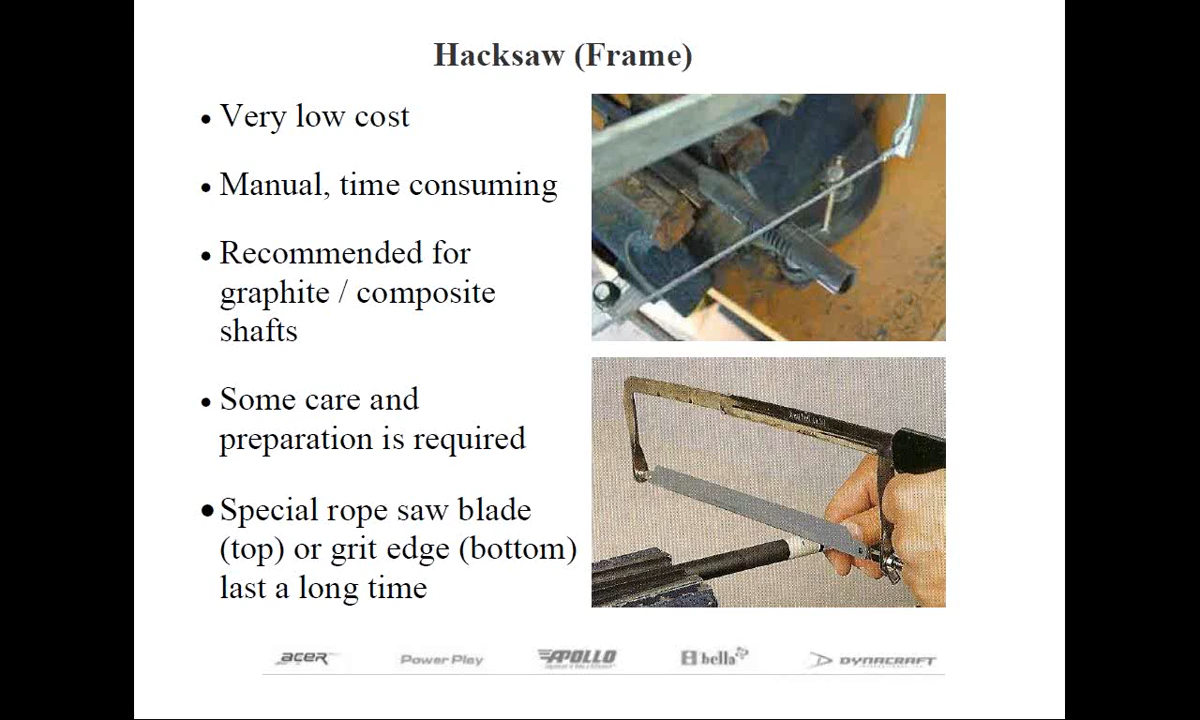 Hacksaw (Frame)
• Very low cost
• Manual, time consuming
• Recommended for
graphite / composite
shafts
• Some care and
preparation is required
• Special rope saw blade
(top) or grit edge (bottom)
last a long time
ACER
Power Play
APOLLO
bella
DYNACRAFT